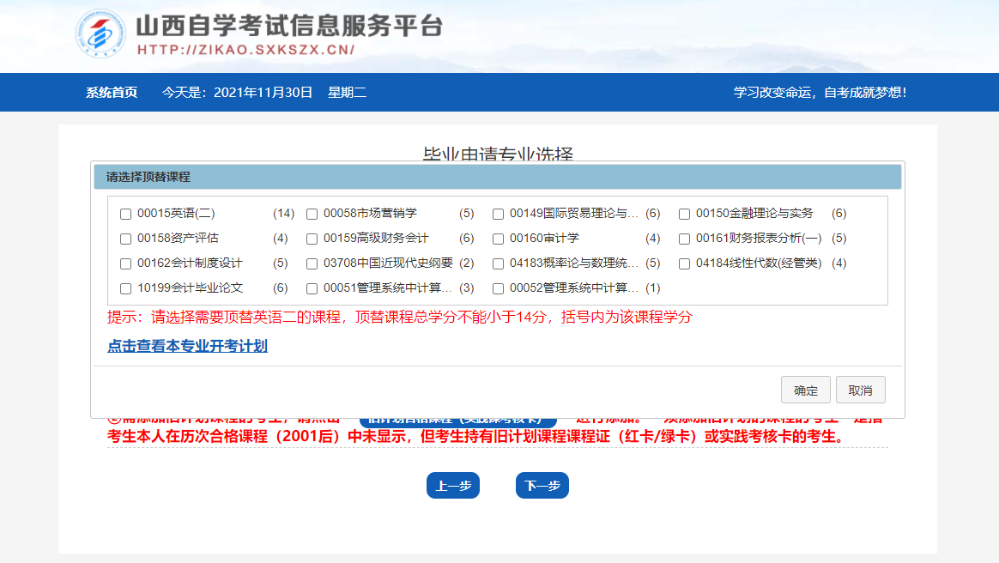 山西自学考试信息服务平台
HTTP://ZIKAO.SXKSZX.CN/
系统首页 今天是：2021年11月30日 星期二 学习改变命运，自考成就梦想！
毕业申请专业选择
请选择顶替课程
00015英语(二) (14) 00058市场营销学 (5) 00149国际贸易理论与... (6) 00150金融理论与实务 (6)
00158资产评估 (4) 00159高级财务会计 (6) 00160审计学 (4) 00161财务报表分析(一) (5)
00162会计制度设计 (5) 03708中国近现代史纲要 (2) 04183概率论与数理统... (5) 04184线性代数(经管类) (4)
10199会计毕业论文 (6) 00051管理系统中计算... (3) 00052管理系统中计算... (1)
提示：请选择需要顶替英语二的课程，顶替课程总学分不能小于14分，括号内为该课程学分
点击查看本专业开考计划
确定 取消
②需添加旧计划课程的考生，请点击 旧计划合格课程（实践课考核卡） 进行添加。 须添加旧计划的课程的考生 是指
考生本人在历次合格课程（2001后）中未显示，但考生持有旧计划课程课程证（红卡/绿卡）或实践考核卡的考生。
上一步 下一步